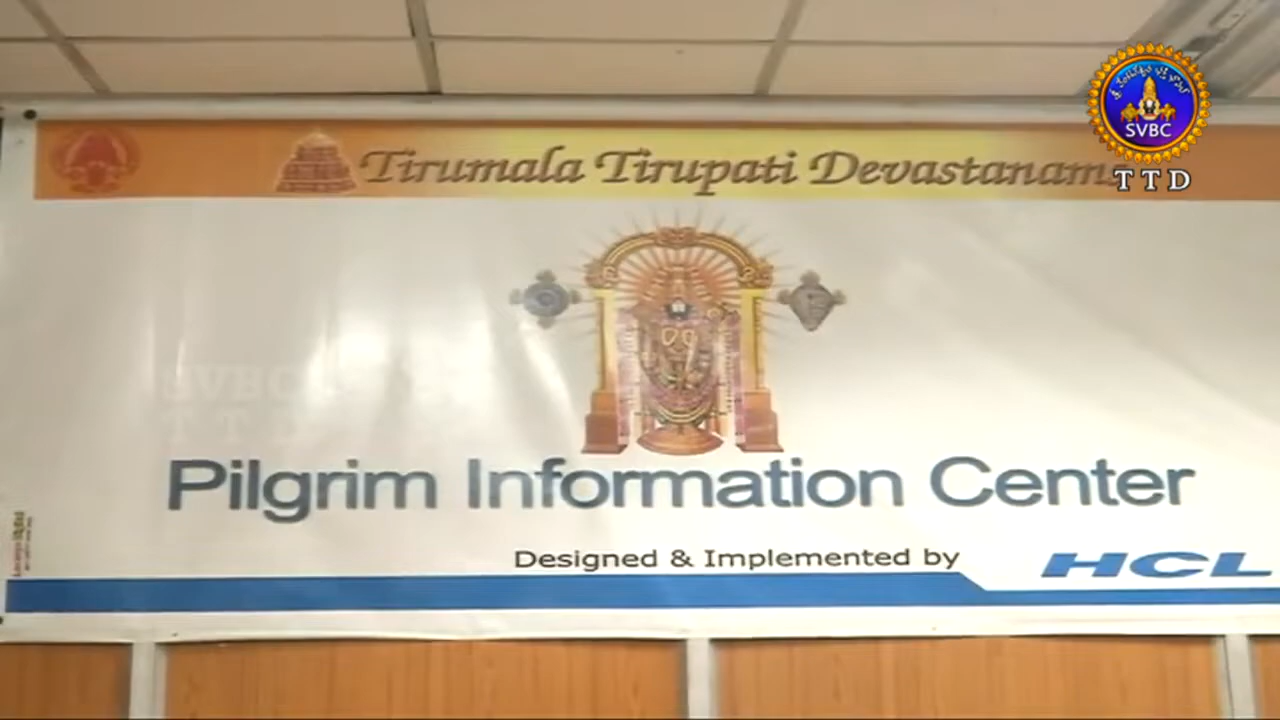 Tirumala Tirupati Devastanams
SVBC
TTD
Pilgrim Information Center
Designed & Implemented by
HCL